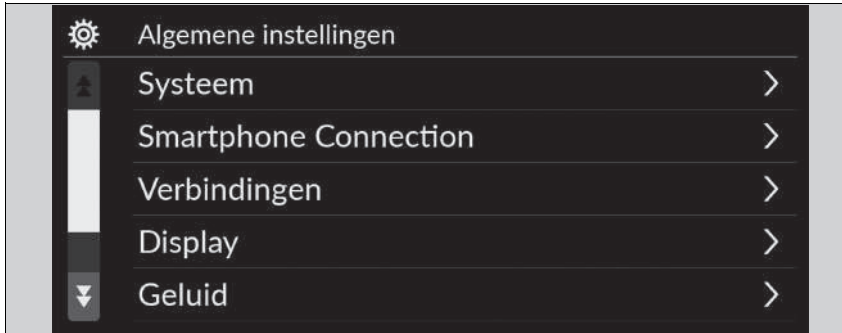 Algemene instellingen
Systeem
Smartphone Connection
Verbindingen
Display
Geluid